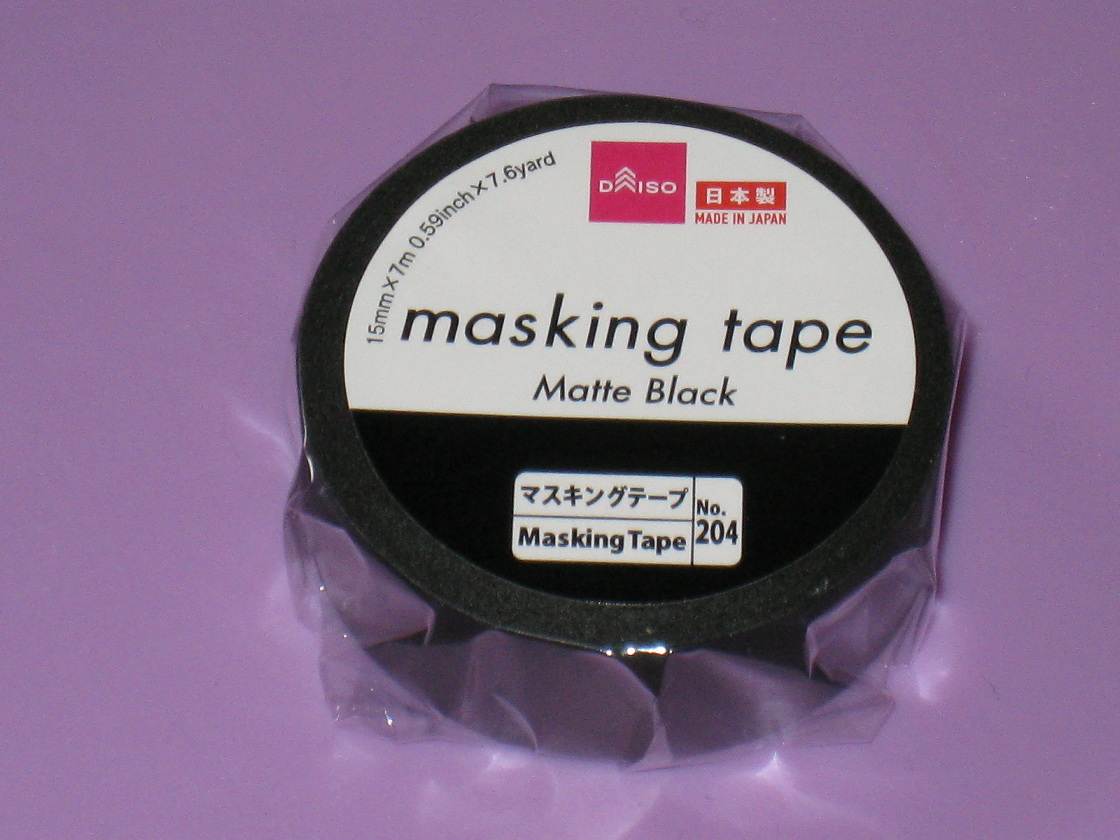 15mm×7m 0.59inch×7.6yard
DAISO
日本製
MADE IN JAPAN
masking tape
Matte Black
マスキングテープ
Masking Tape
No.
204